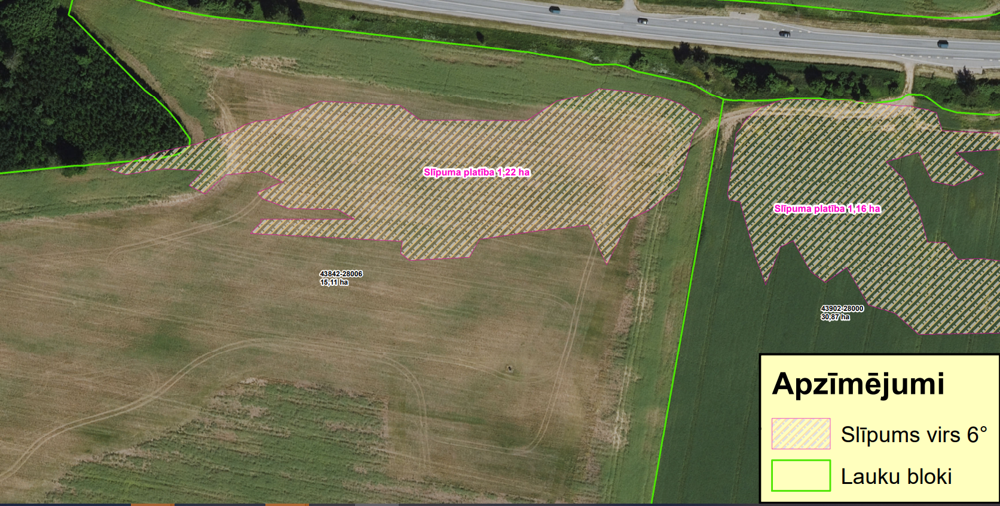 Slīpuma platība 1,22 ha
Slīpuma platība 1,16 ha
43842-28006
15,11 ha
43902-28000
30,87 ha
Apzīmējumi
Slīpums virs 6°
Lauku bloki